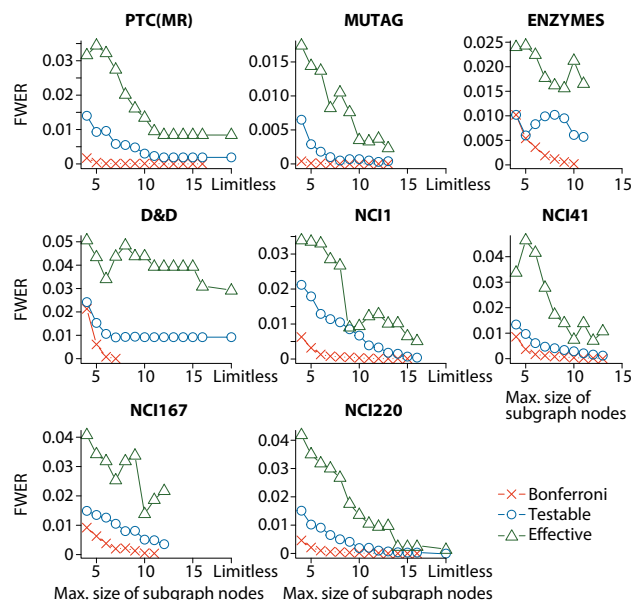 PTC(MR) MUTAG ENZYMES
FWER
0.03
0.02
0.01
0
5 10 15 Limitless
0.015
0.010
0.005
0
5 10 Limitless
0.025
0.020
0.015
0.010
0.005
0
5 10 15
D&D NCI1 NCI41
FWER
0.05
0.04
0.03
0.02
0.01
0
5 10 15 Limitless
0.03
0.02
0.01
0
5 10 15 Limitless
0.04
0.03
0.02
0.01
0
5 10 15
Max. size of
subgraph nodes
NCI167 NCI220
FWER
0.04
0.03
0.02
0.01
0
5 10 15 Limitless
Max. size of subgraph nodes
0.04
0.03
0.02
0.01
0
5 10 15 Limitless
Max. size of subgraph nodes
Bonferroni
Testable
Effective